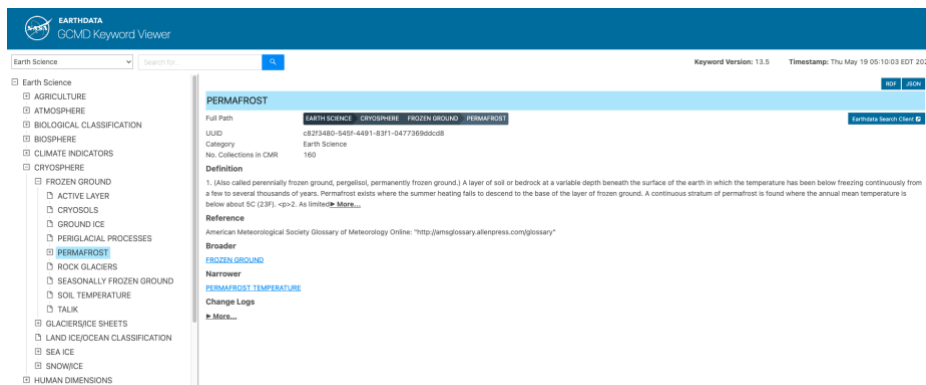 EARTHDATA
GCMD Keyword Viewer
Earth Science
Search for...
Keyword Version: 13.5 Timestamp: Thu May 19 05:10:03 EDT 202
Earth Science
AGRICULTURE
ATMOSPHERE
BIOLOGICAL CLASSIFICATION
BIOSPHERE
CLIMATE INDICATORS
CRYOSPHERE
FROZEN GROUND
ACTIVE LAYER
CRYOSOLS
GROUND ICE
PERIGLACIAL PROCESSES
PERMAFROST
ROCK GLACIERS
SEASONALLY FROZEN GROUND
SOIL TEMPERATURE
TALIK
GLACIERS/ICE SHEETS
LAND ICE/OCEAN CLASSIFICATION
SEA ICE
SNOW/ICE
HUMAN DIMENSIONS
RDF JSON
PERMAFROST
Full Path EARTH SCIENCE CRYOSPHERE FROZEN GROUND PERMAFROST
Earthdata Search Client
UUID c82f3480-545f-4491-83f1-0477369ddcd8
Category Earth Science
No. Collections in CMR 160
Definition
1. (Also called perennially frozen ground, pergelisol, permanently frozen ground.) A layer of soil or bedrock at a variable depth beneath the surface of the earth in which the temperature has been below freezing continuously from
a few to several thousands of years. Permafrost exists where the summer heating fails to descend to the base of the layer of frozen ground. A continuous stratum of permafrost is found where the annual mean temperature is
below about 5C (23F). <p>2. As limited► More...
Reference
American Meteorological Society Glossary of Meteorology Online: "http://amsglossary.allenpress.com/glossary"
Broader
FROZEN GROUND
Narrower
PERMAFROST TEMPERATURE
Change Logs
► More...